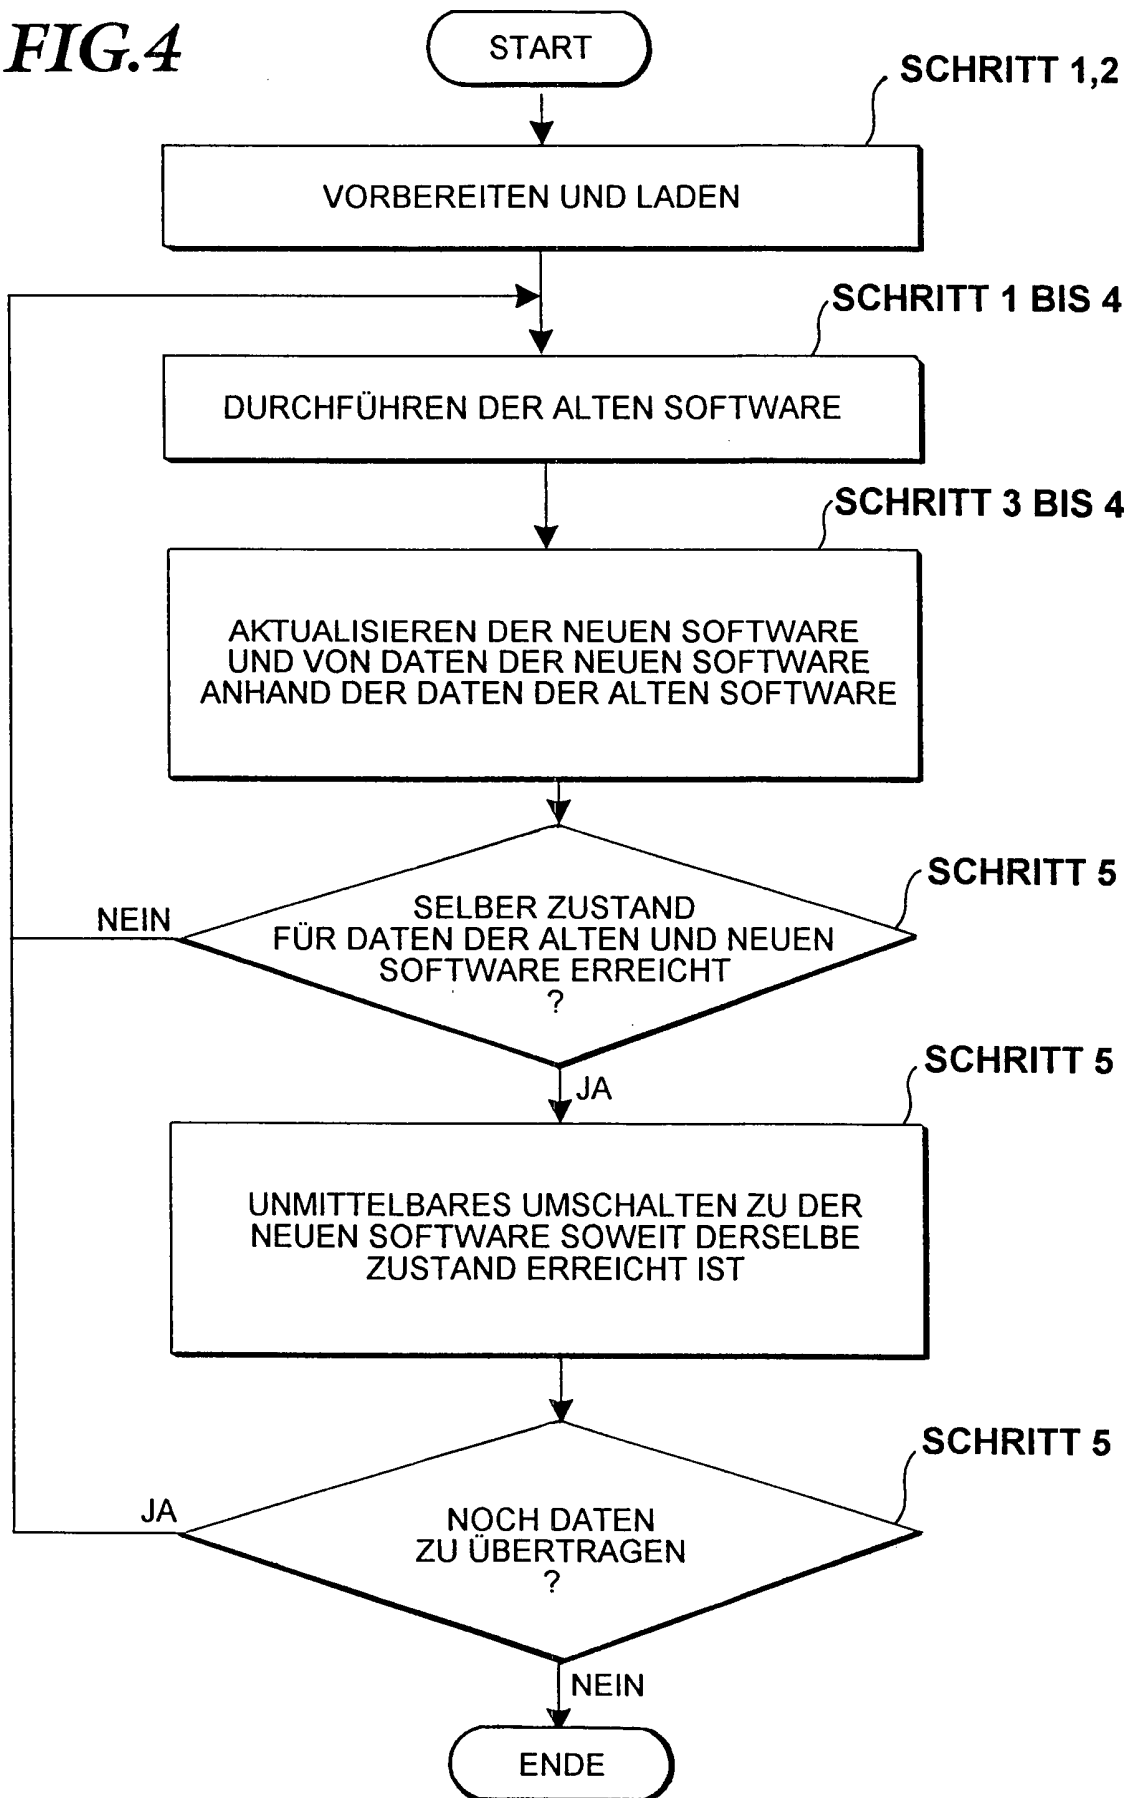 FIG.4
START
SCHRITT 1,2
VORBEREITEN UND LADEN
SCHRITT 1 BIS 4
DURCHFÜHREN DER ALTEN SOFTWARE
SCHRITT 3 BIS 4
AKTUALISIEREN DER NEUEN SOFTWARE
UND VON DATEN DER NEUEN SOFTWARE
ANHAND DER DATEN DER ALTEN SOFTWARE
SCHRITT 5
NEIN
SELBER ZUSTAND
FÜR DATEN DER ALTEN UND NEUEN
SOFTWARE ERREICHT
?
SCHRITT 5
JA
UNMITTELBARES UMSCHALTEN ZU DER
NEUEN SOFTWARE SOWEIT DERSELBE
ZUSTAND ERREICHT IST
SCHRITT 5
JA
NOCH DATEN
ZU ÜBERTRAGEN
?
NEIN
ENDE